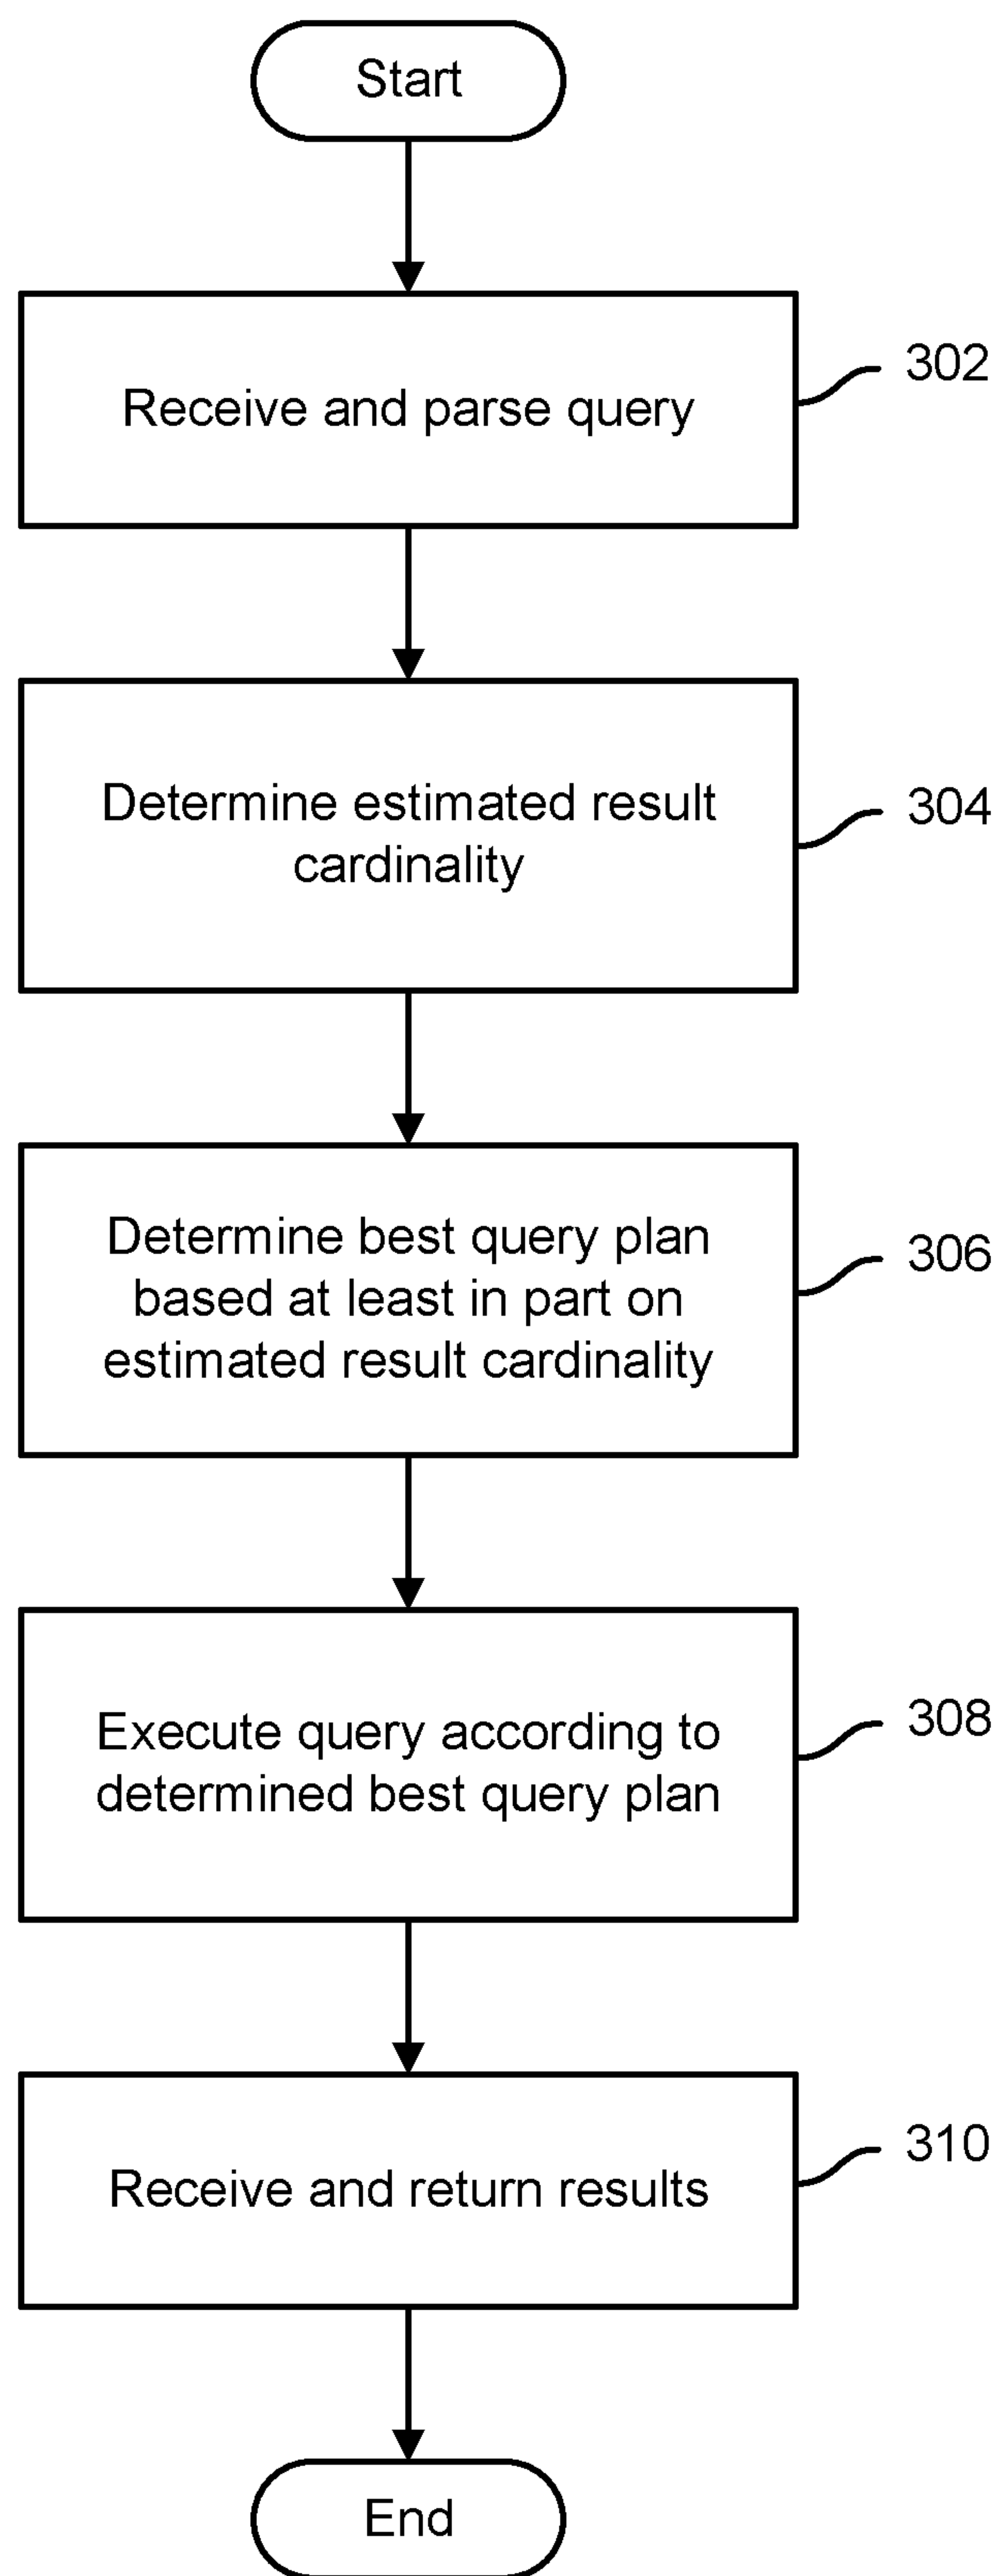 Start
Receive and parse query
302
Determine estimated result
cardinality
304
Determine best query plan
based at least in part on
estimated result cardinality
306
Execute query according to
determined best query plan
308
Receive and return results
310
End